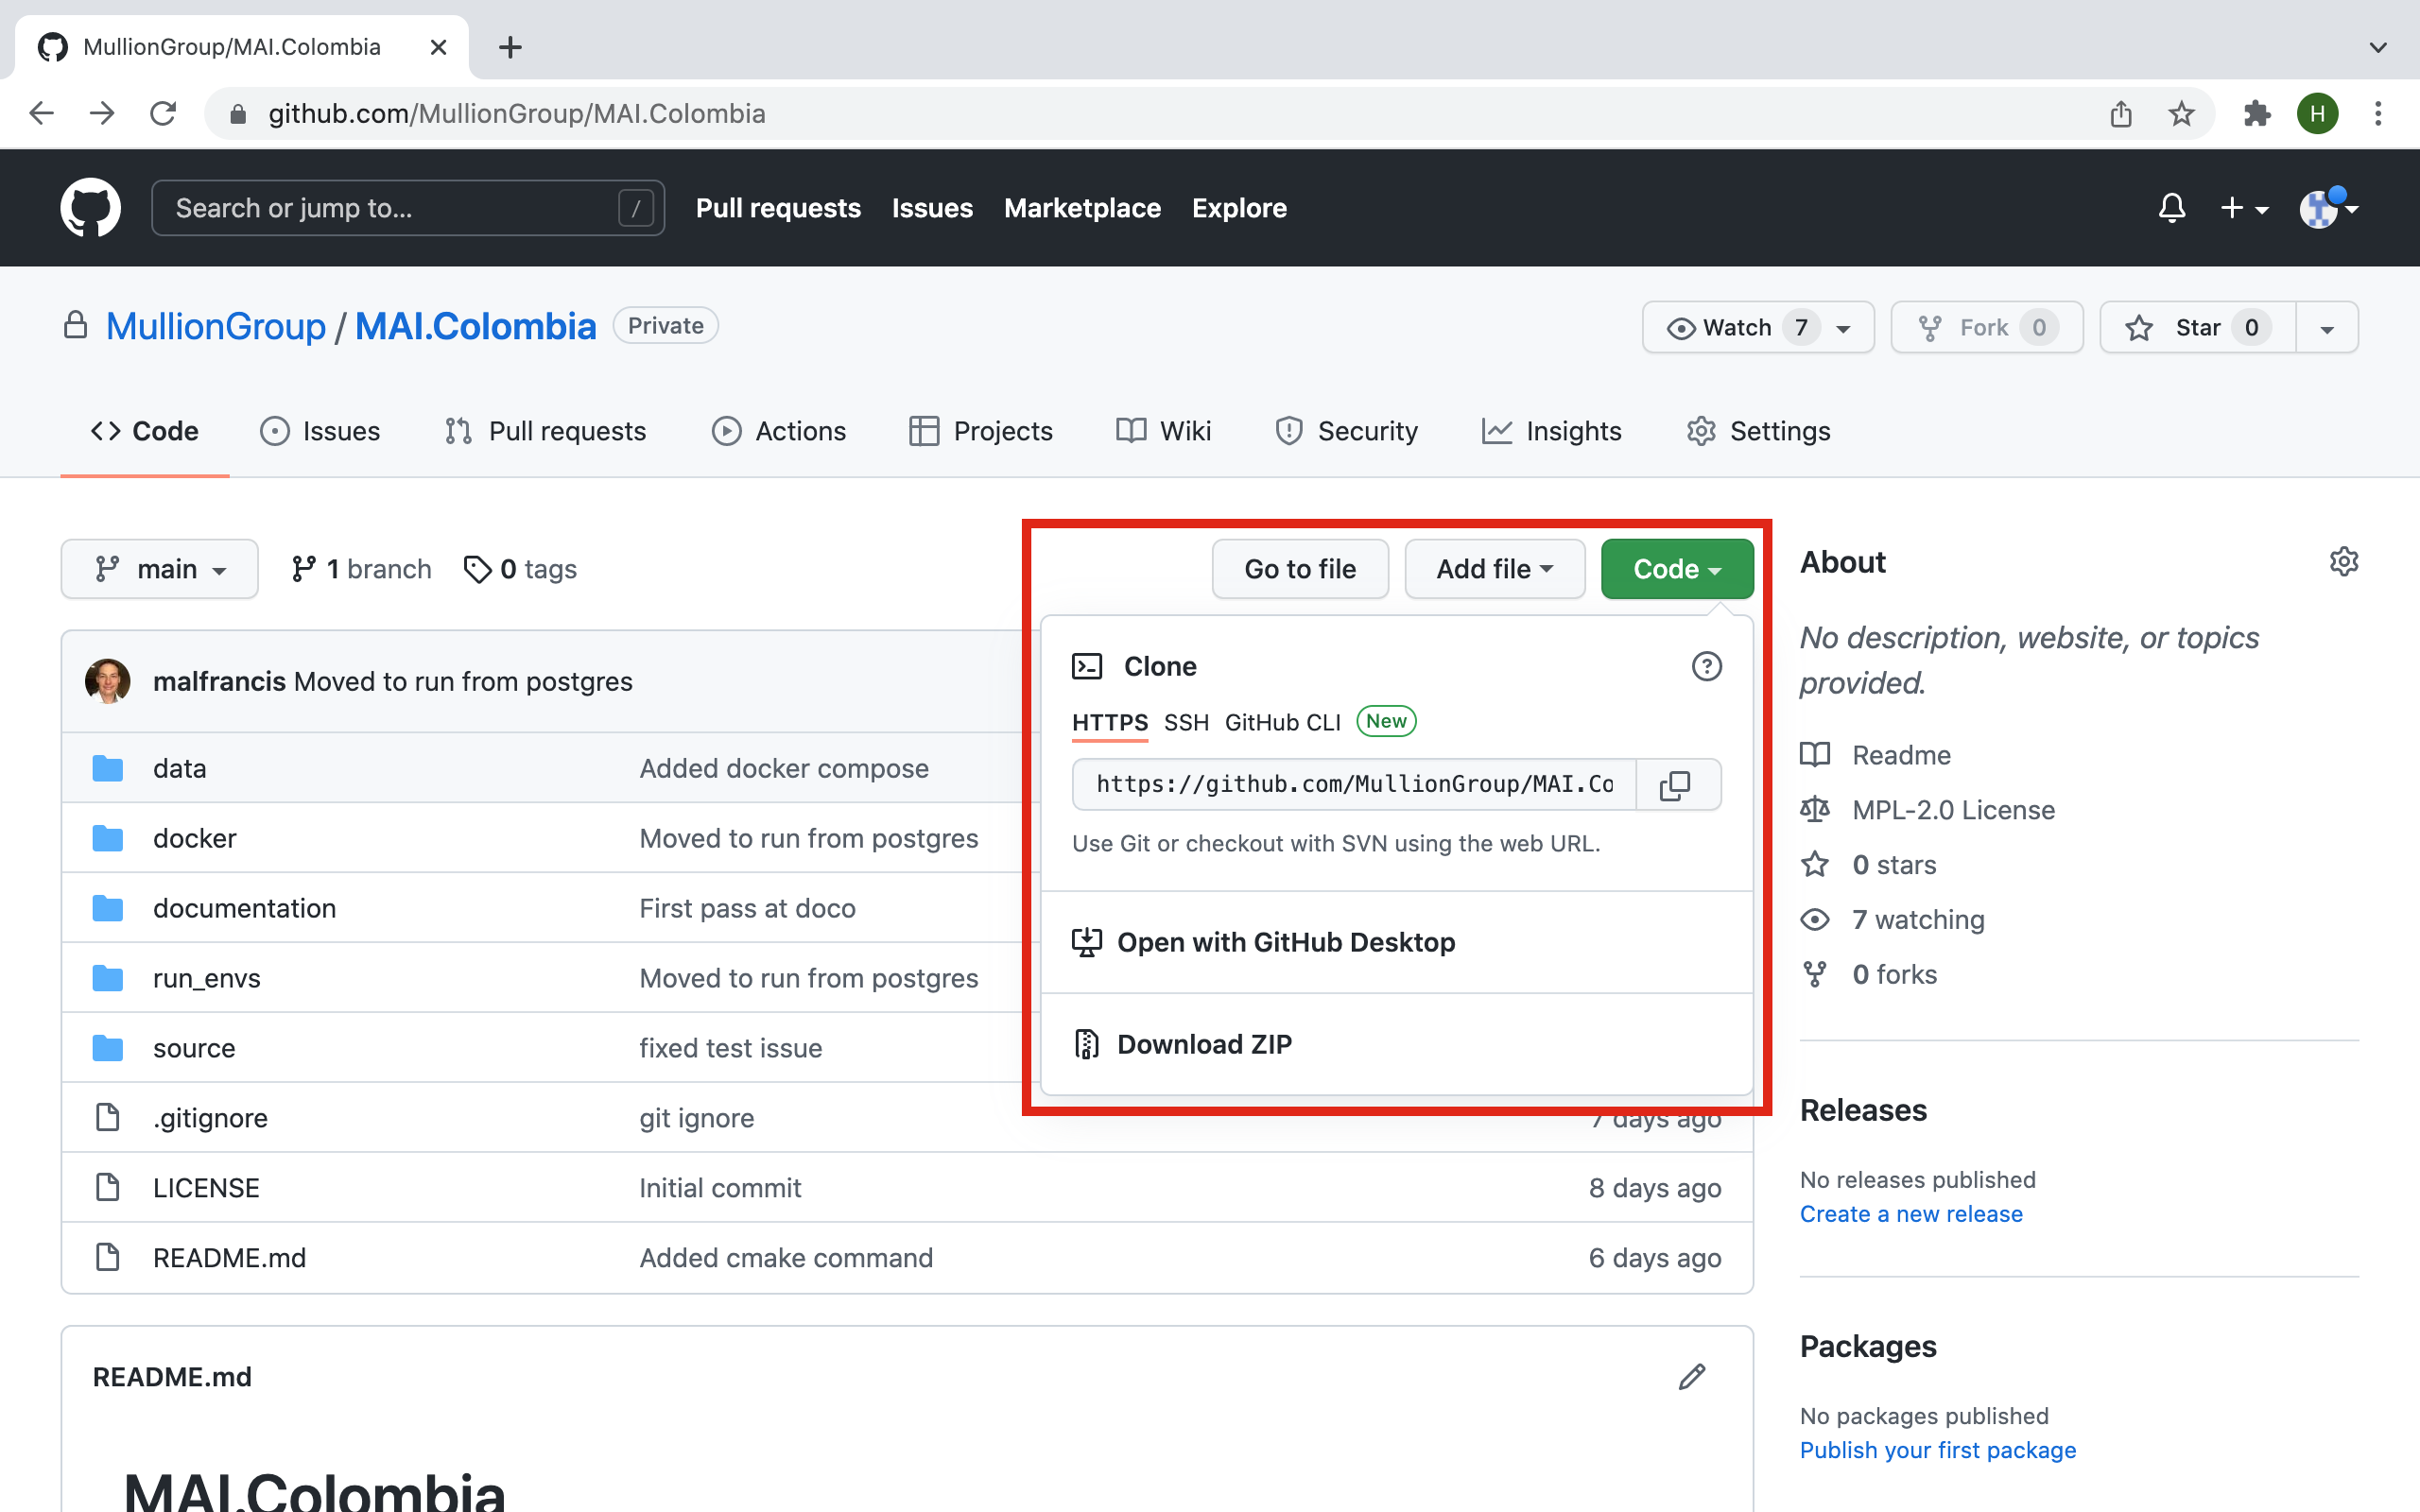 MullionGroup/MAI.Colombia
github.com/MullionGroup/MAI.Colombia
H
Search or jump to... /
Pull requests Issues Marketplace Explore
MullionGroup / MAI.Colombia Private
Watch 7 Fork 0 Star 0
Code Issues Pull requests Actions Projects Wiki Security Insights Settings
main 1 branch 0 tags
Go to file Add file Code
malfrancis Moved to run from postgres
data Added docker compose
docker Moved to run from postgres
documentation First pass at doco
run_envs Moved to run from postgres
source fixed test issue
.gitignore git ignore 7 days ago
LICENSE Initial commit 8 days ago
README.md Added cmake command 6 days ago
Clone
HTTPS SSH GitHub CLI New
https://github.com/MullionGroup/MAI.Co
Use Git or checkout with SVN using the web URL.
Open with GitHub Desktop
Download ZIP
README.md
MAI.Colombia
About
No description, website, or topics
provided.
Readme
MPL-2.0 License
0 stars
7 watching
0 forks
Releases
No releases published
Create a new release
Packages
No packages published
Publish your first package